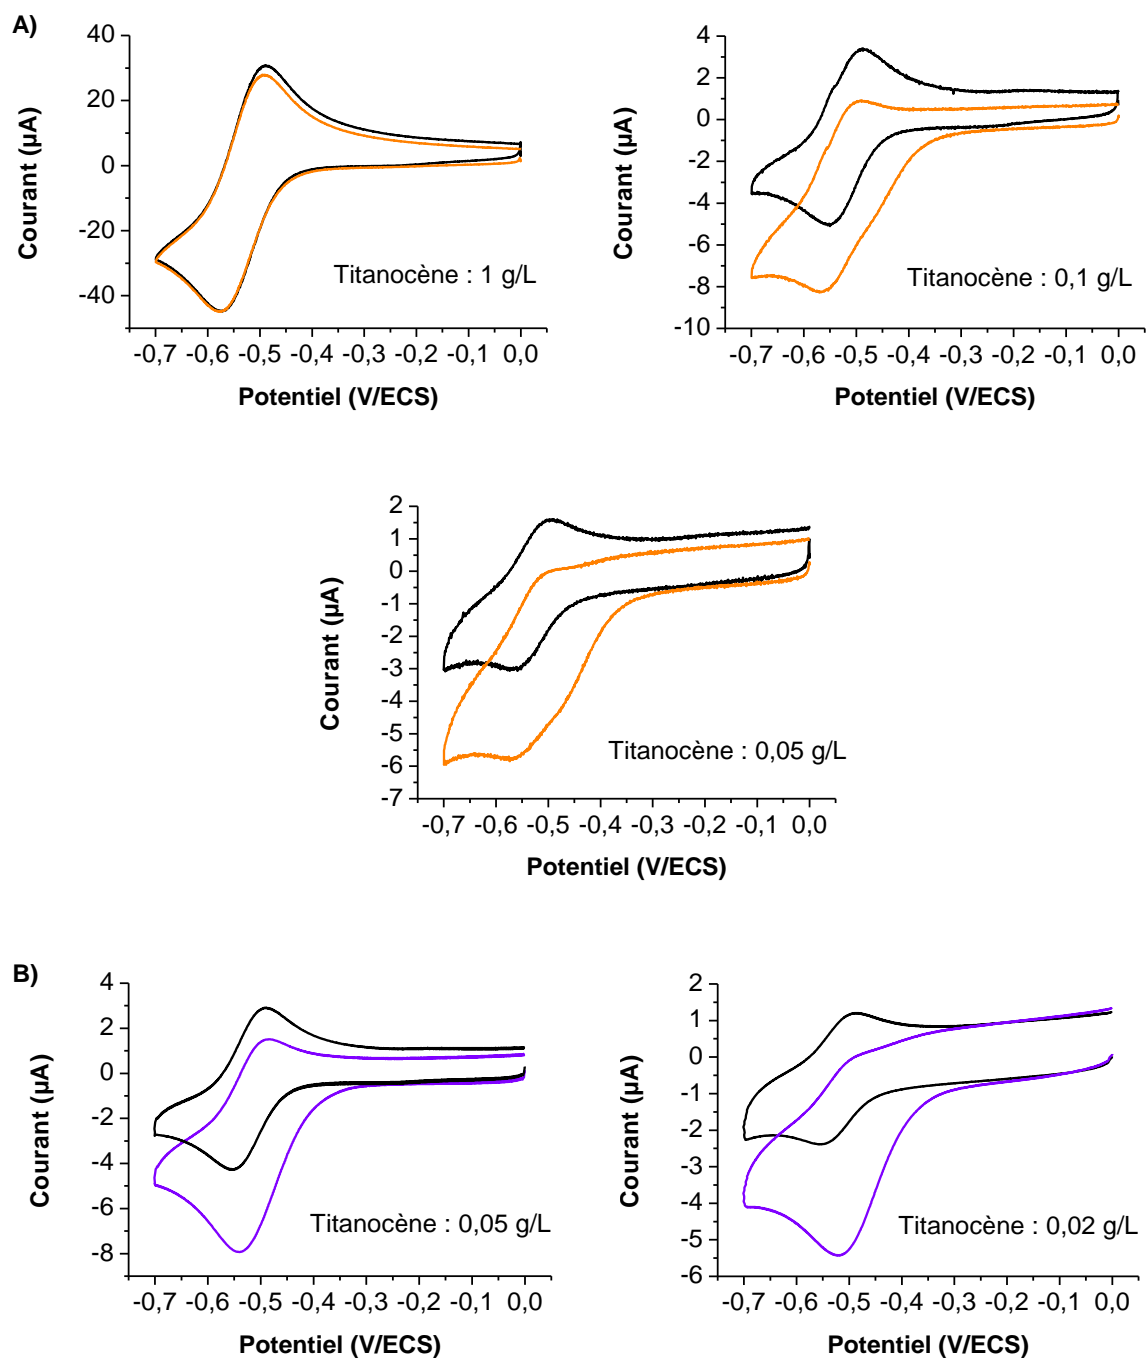 A)
40
20
0
-20
-40
Courant (µA)
Titanocène : 1 g/L
-0,7 -0,6 -0,5 -0,4 -0,3 -0,2 -0,1 0,0
Potentiel (V/ECS)
4
2
0
-2
-4
-6
-8
-10
Courant (µA)
Titanocène : 0,1 g/L
-0,7 -0,6 -0,5 -0,4 -0,3 -0,2 -0,1 0,0
Potentiel (V/ECS)
2
1
0
-1
-2
-3
-4
-5
-6
-7
Courant (µA)
Titanocène : 0,05 g/L
-0,7 -0,6 -0,5 -0,4 -0,3 -0,2 -0,1 0,0
Potentiel (V/ECS)
B)
4
2
0
-2
-4
-6
-8
Courant (µA)
Titanocène : 0,05 g/L
-0,7 -0,6 -0,5 -0,4 -0,3 -0,2 -0,1 0,0
Potentiel (V/ECS)
2
1
0
-1
-2
-3
-4
-5
-6
Courant (µA)
Titanocène : 0,02 g/L
-0,7 -0,6 -0,5 -0,4 -0,3 -0,2 -0,1 0,0
Potentiel (V/ECS)